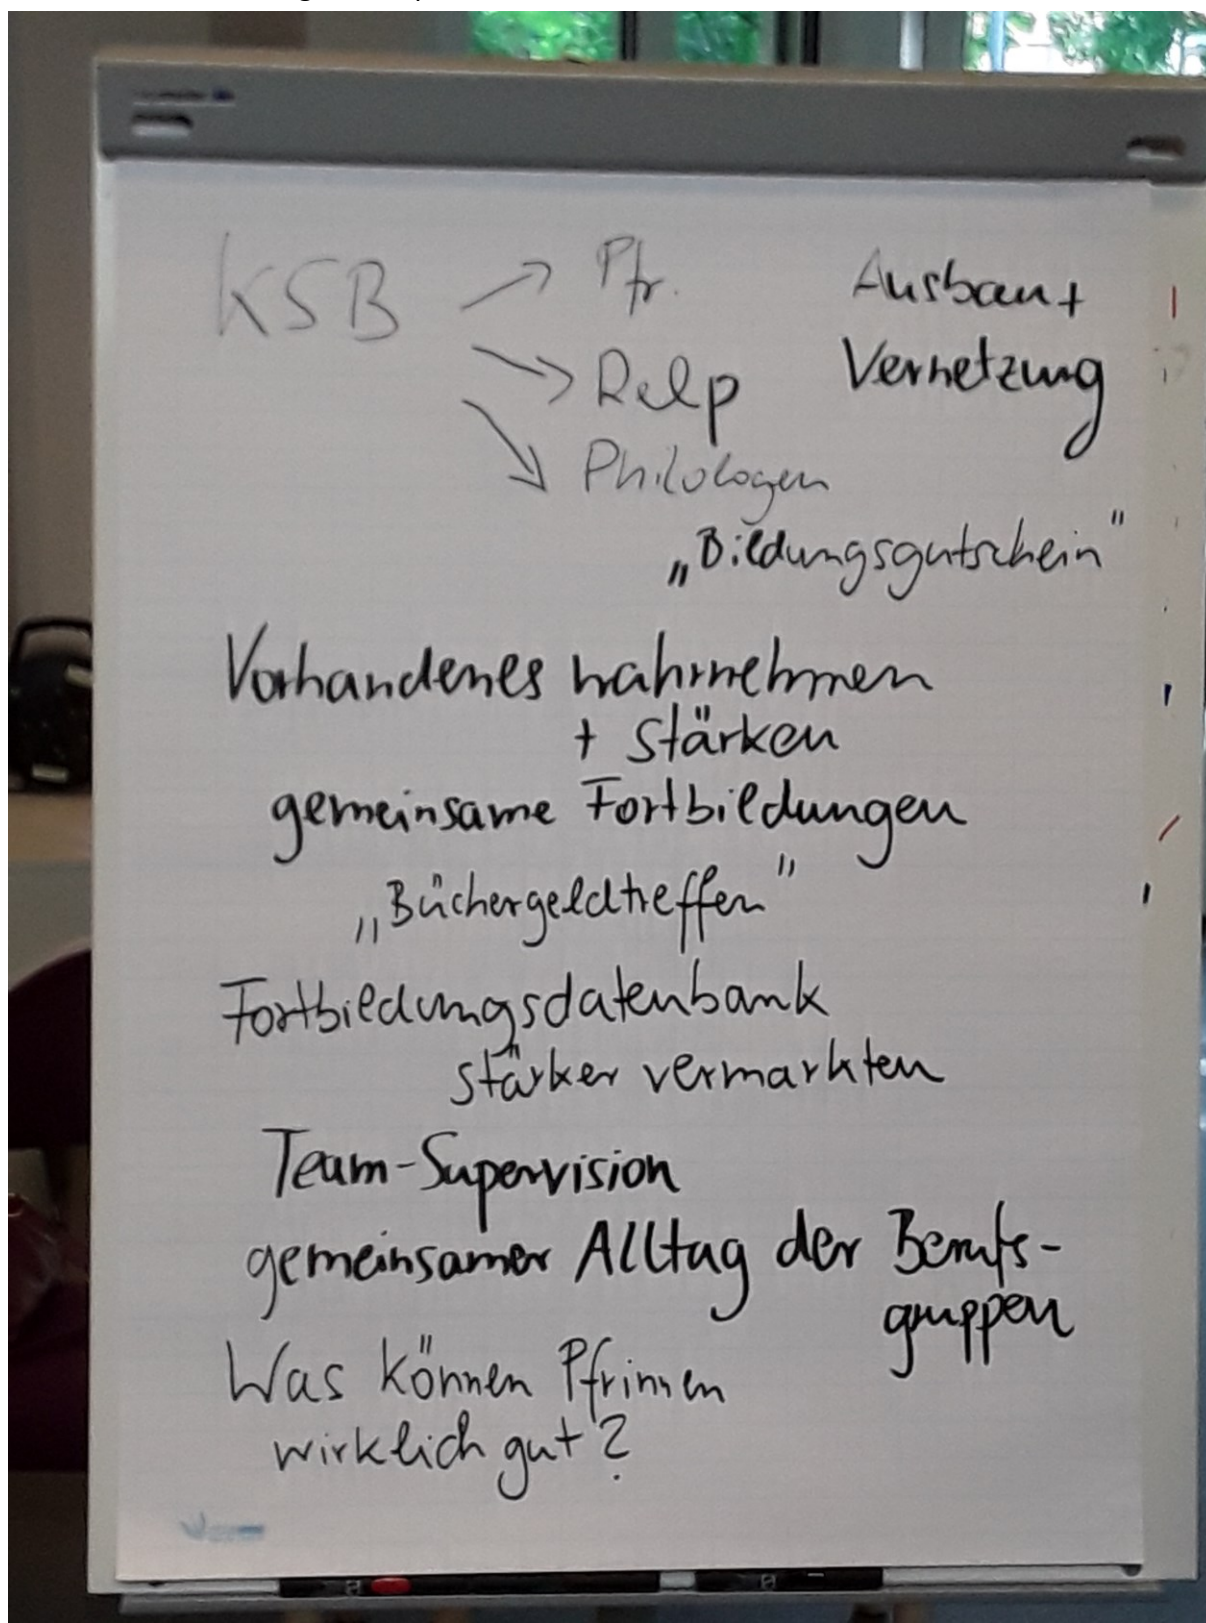 KSB → Pfr. Ausbau +
→ Relp Vernetzung
→ Philologen
„Bildungsgutschein"
Vorhandenes wahrnehmen
+ stärken
gemeinsame Fortbildungen
„Büchergeldtreffen"
Fortbildungsdatenbank
stärker vermarkten
Team-Supervision
gemeinsamer Alltag der Berufs-
gruppen
Was können Pfrinnen
wirklich gut?